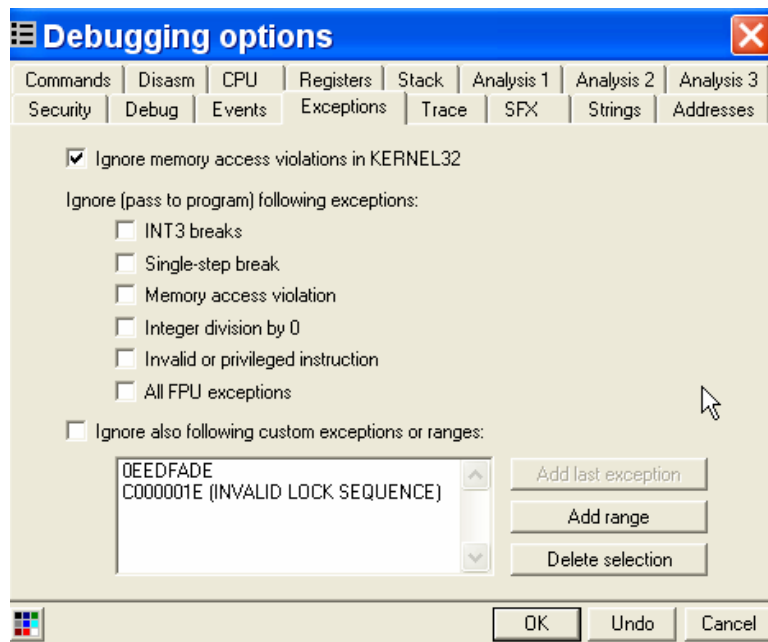 Debugging options
Commands Disasm CPU Registers Stack Analysis 1 Analysis 2 Analysis 3
Security Debug Events Exceptions Trace SFX Strings Addresses
Ignore memory access violations in KERNEL32
Ignore (pass to program) following exceptions:
INT3 breaks
Single-step break
Memory access violation
Integer division by 0
Invalid or privileged instruction
All FPU exceptions
Ignore also following custom exceptions or ranges:
0EEDFADE
C000001E (INVALID LOCK SEQUENCE)
Add last exception
Add range
Delete selection
OK Undo Cancel